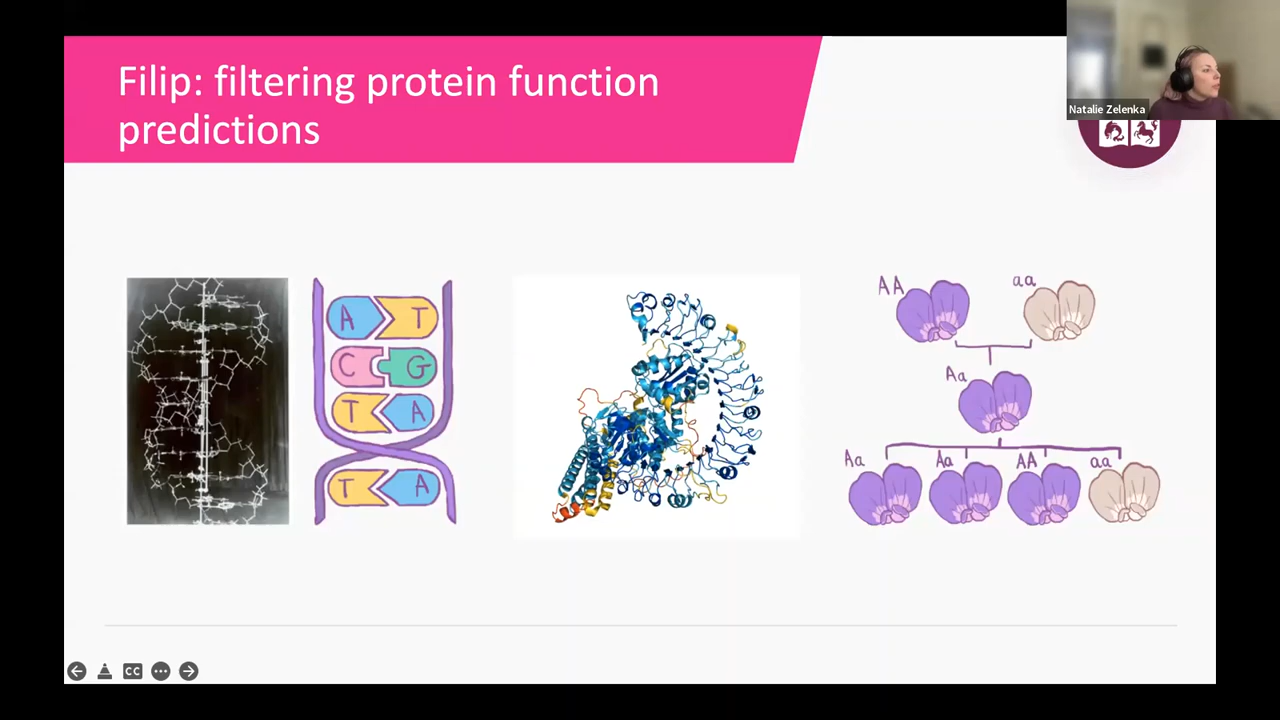 Filip: filtering protein function
predictions
Natalie Zelenka
A T
C G
T A
T A
AA aa
Aa
Aa Aa AA aa
CC